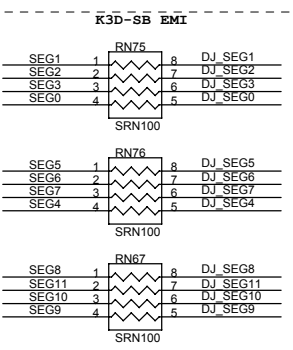 K3D-SB EMI
RN75
SEG1 1 8 DJ_SEG1
SEG2 2 7 DJ_SEG2
SEG3 3 6 DJ_SEG3
SEG0 4 5 DJ_SEG0
SRN100
RN76
SEG5 1 8 DJ_SEG5
SEG6 2 7 DJ_SEG6
SEG7 3 6 DJ_SEG7
SEG4 4 5 DJ_SEG4
SRN100
RN67
SEG8 1 8 DJ_SEG8
SEG11 2 7 DJ_SEG11
SEG10 3 6 DJ_SEG10
SEG9 4 5 DJ_SEG9
SRN100